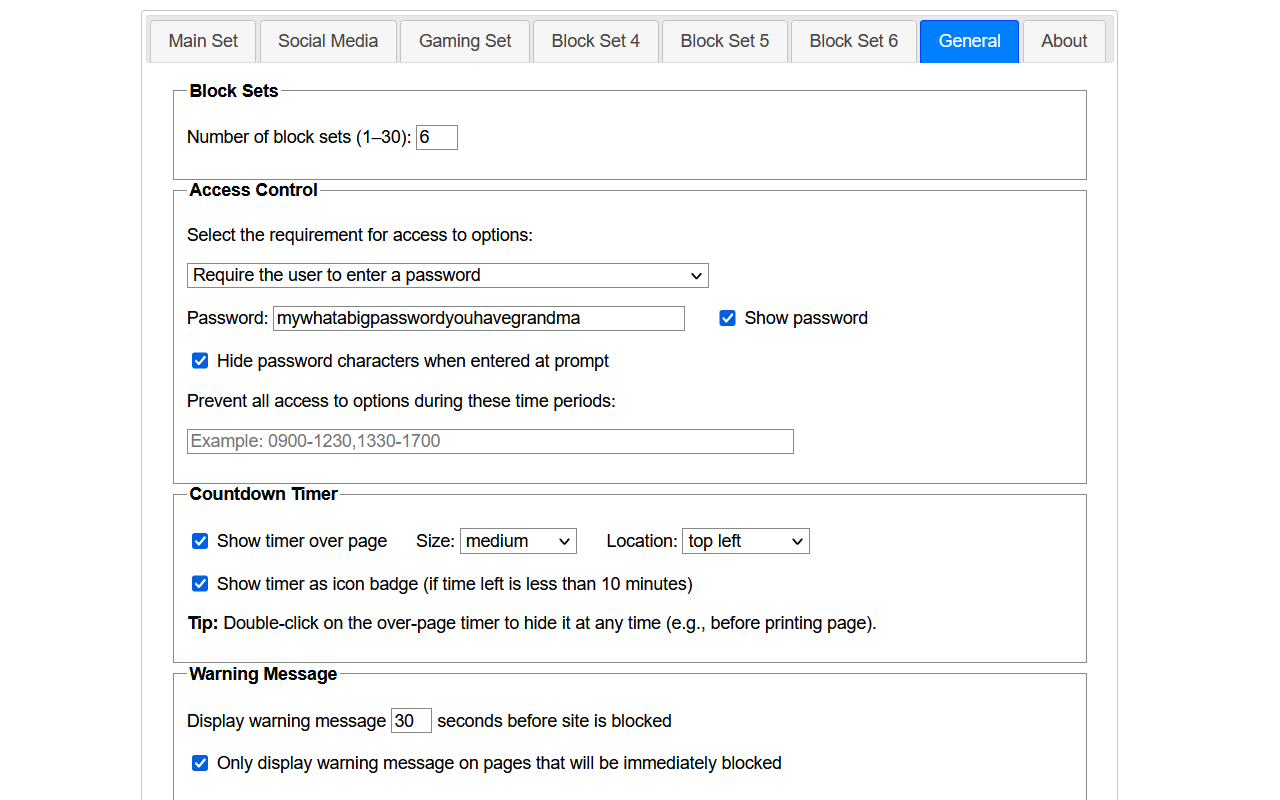 Main Set Social Media Gaming Set Block Set 4 Block Set 5 Block Set 6 General About
Block Sets
Number of block sets (1–30): 6
Access Control
Select the requirement for access to options:
Require the user to enter a password
Password: mywhatabigpasswordyouhavegrandma Show password
Hide password characters when entered at prompt
Prevent all access to options during these time periods:
Example: 0900-1230,1330-1700
Countdown Timer
Show timer over page Size: medium Location: top left
Show timer as icon badge (if time left is less than 10 minutes)
Tip: Double-click on the over-page timer to hide it at any time (e.g., before printing page).
Warning Message
Display warning message 30 seconds before site is blocked
Only display warning message on pages that will be immediately blocked